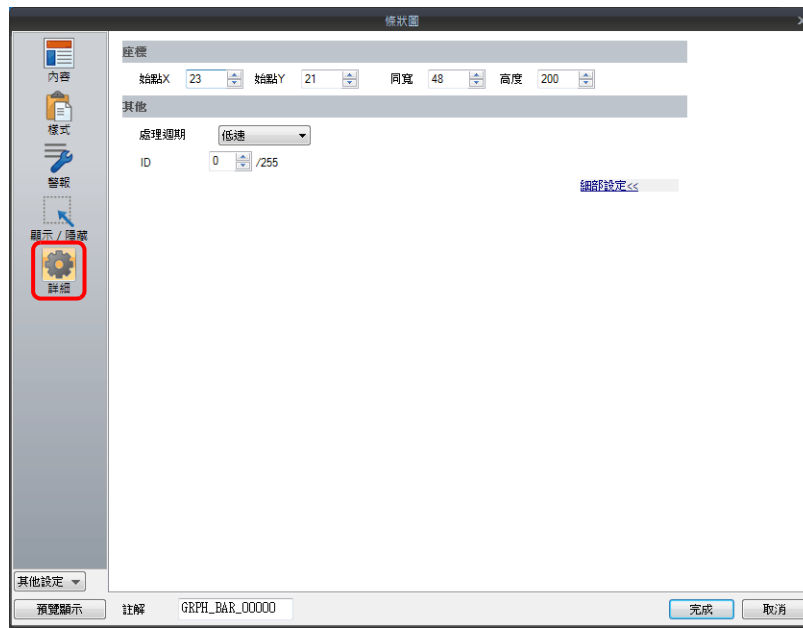 條狀圖
內容
樣式
警報
顯示 / 隱藏
詳細
座標
始點X 23 始點Y 21 同寬 48 高度 200
其他
處理週期 低速
ID 0 /255
細部設定<<
其他設定
預覽顯示 註解 GRPH_BAR_00000 完成 取消